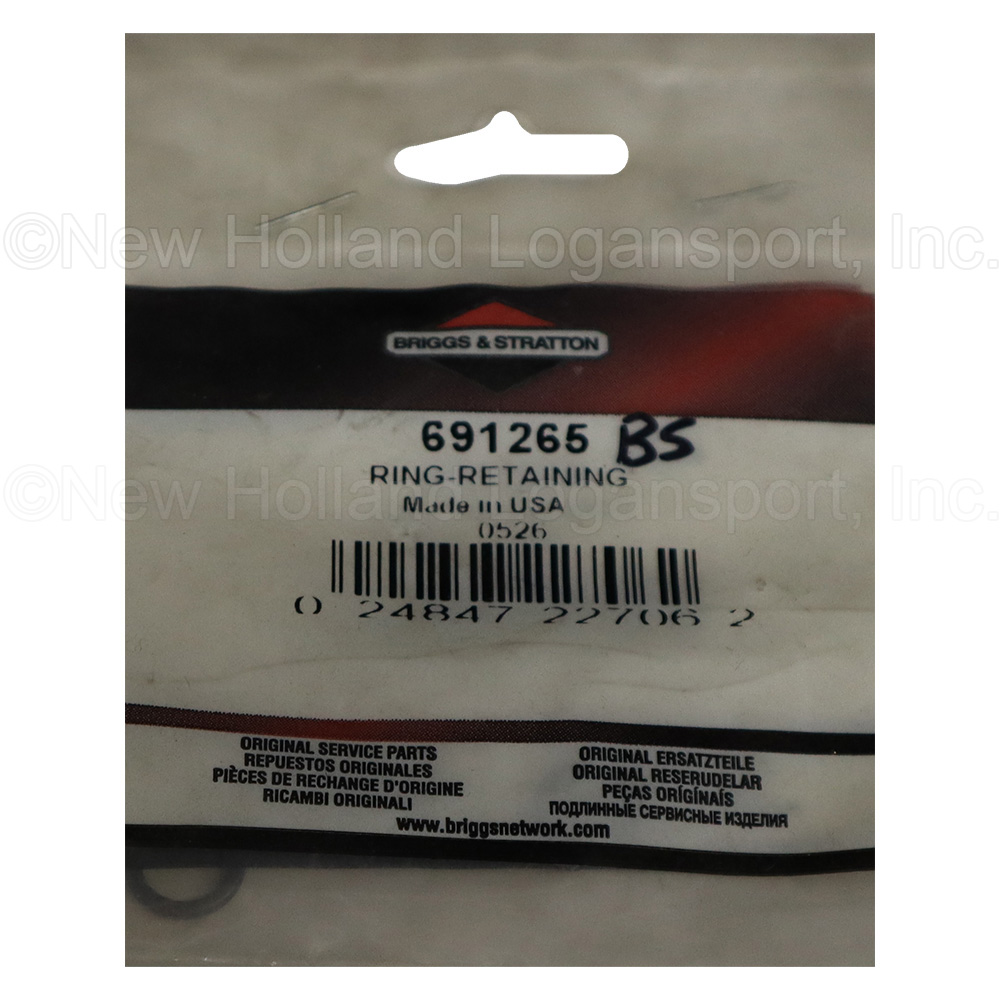 ©New Holland Logansport, Inc.
BRIGGS & STRATTON
691265 BS
RING-RETAINING
©New Holland Logansport, Inc.
Made in USA
0526
0 24847 22706 2
ORIGINAL SERVICE PARTS
REPUESTOS ORIGINALES
PIÈCES DE RECHANGE D'ORIGINE
RICAMBI ORIGINALI
ORIGINAL ERSATZTEILE
ORIGINAL RESERUDELAR
PEÇAS ORÍGÍNAÍS
ПОДЛИННЫЕ СЕРВИСНЫЕ ИЗДЕЛИЯ
www.briggsnetwork.com